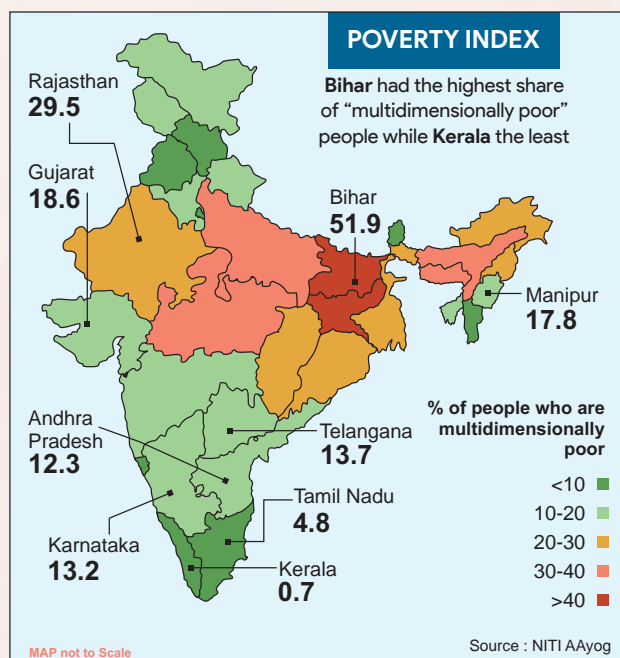 POVERTY INDEX
Bihar had the highest share
of “multidimensionally poor”
people while Kerala the least
Rajasthan
29.5
Gujarat
18.6
Bihar
51.9
Manipur
17.8
Andhra
Pradesh
12.3
Telangana
13.7
Tamil Nadu
4.8
Karnataka
13.2
Kerala
0.7
% of people who are
multidimensionally
poor
<10
10-20
20-30
30-40
>40
MAP not to Scale
Source : NITI AAyog